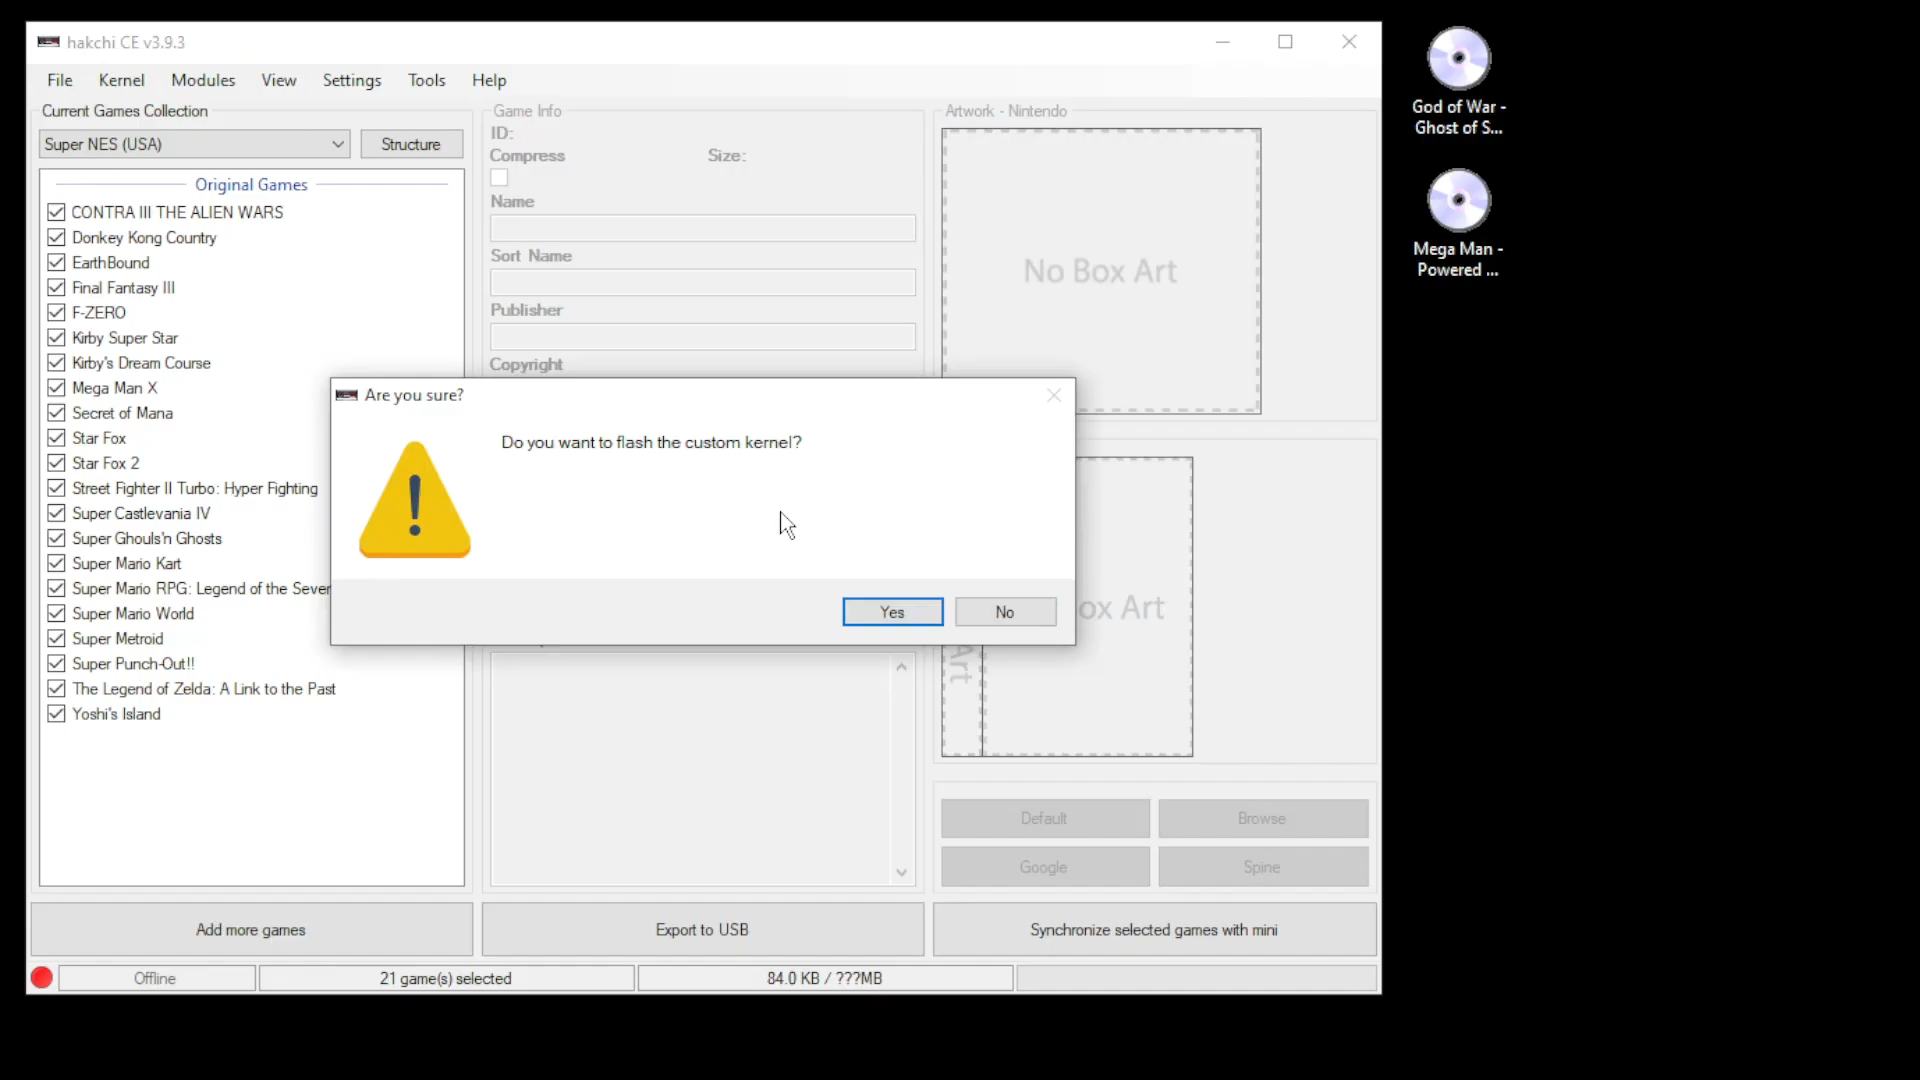 hakchi CE v3.9.3
File Kernel Modules View Settings Tools Help
Current Games Collection
Super NES (USA)
Structure
Original Games
CONTRA III THE ALIEN WARS
Donkey Kong Country
EarthBound
Final Fantasy III
F-ZERO
Kirby Super Star
Kirby's Dream Course
Mega Man X
Secret of Mana
Star Fox
Star Fox 2
Street Fighter II Turbo: Hyper Fighting
Super Castlevania IV
Super Ghouls'n Ghosts
Super Mario Kart
Super Mario RPG: Legend of the Seven
Super Mario World
Super Metroid
Super Punch-Out!!
The Legend of Zelda: A Link to the Past
Yoshi's Island
Game Info
ID:
Compress
Size:
Name
Sort Name
Publisher
Copyright
Artwork - Nintendo
No Box Art
Are you sure?
Do you want to flash the custom kernel?
Yes
No
ox Art
Art
Default
Browse
Google
Spine
Add more games
Export to USB
Synchronize selected games with mini
Offline
21 game(s) selected
84.0 KB / ???MB
God of War -
Ghost of S...
Mega Man -
Powered ...